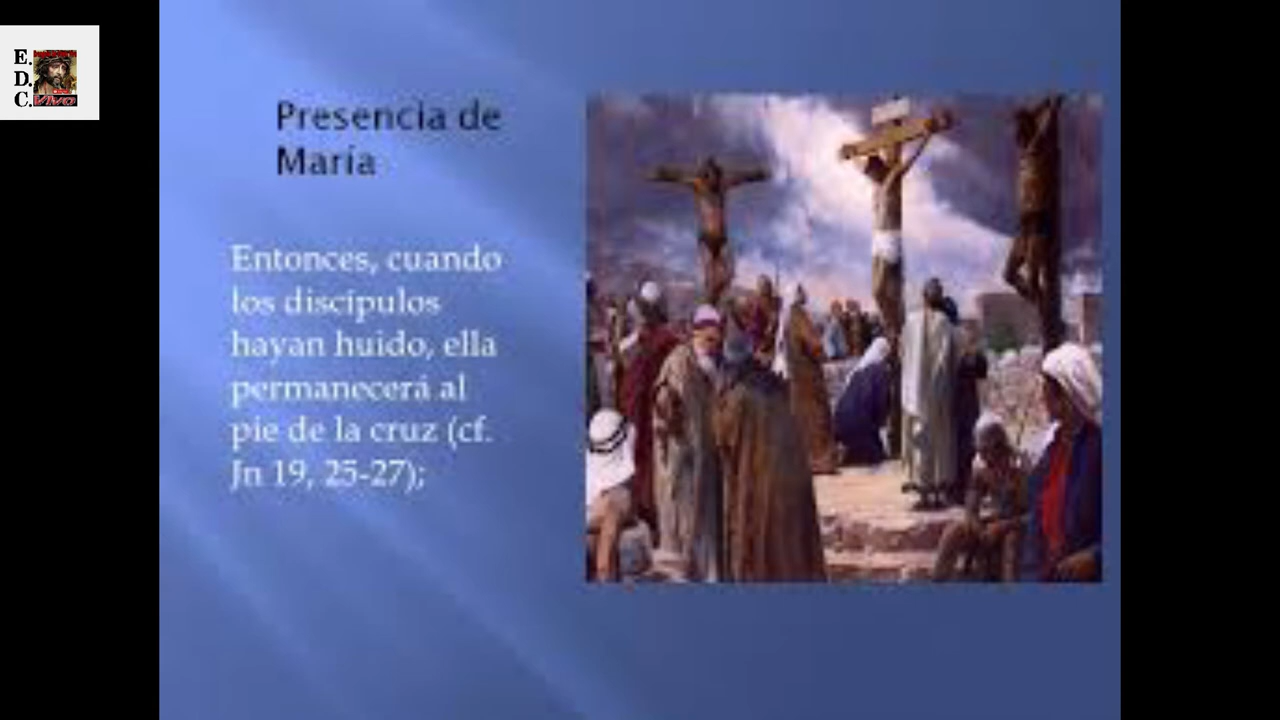 E.
D.
C. Vivo
Presencia de
María
Entonces, cuando
los discípulos
hayan huido, ella
permanecerá al
pie de la cruz (cf.
Jn 19, 25-27);